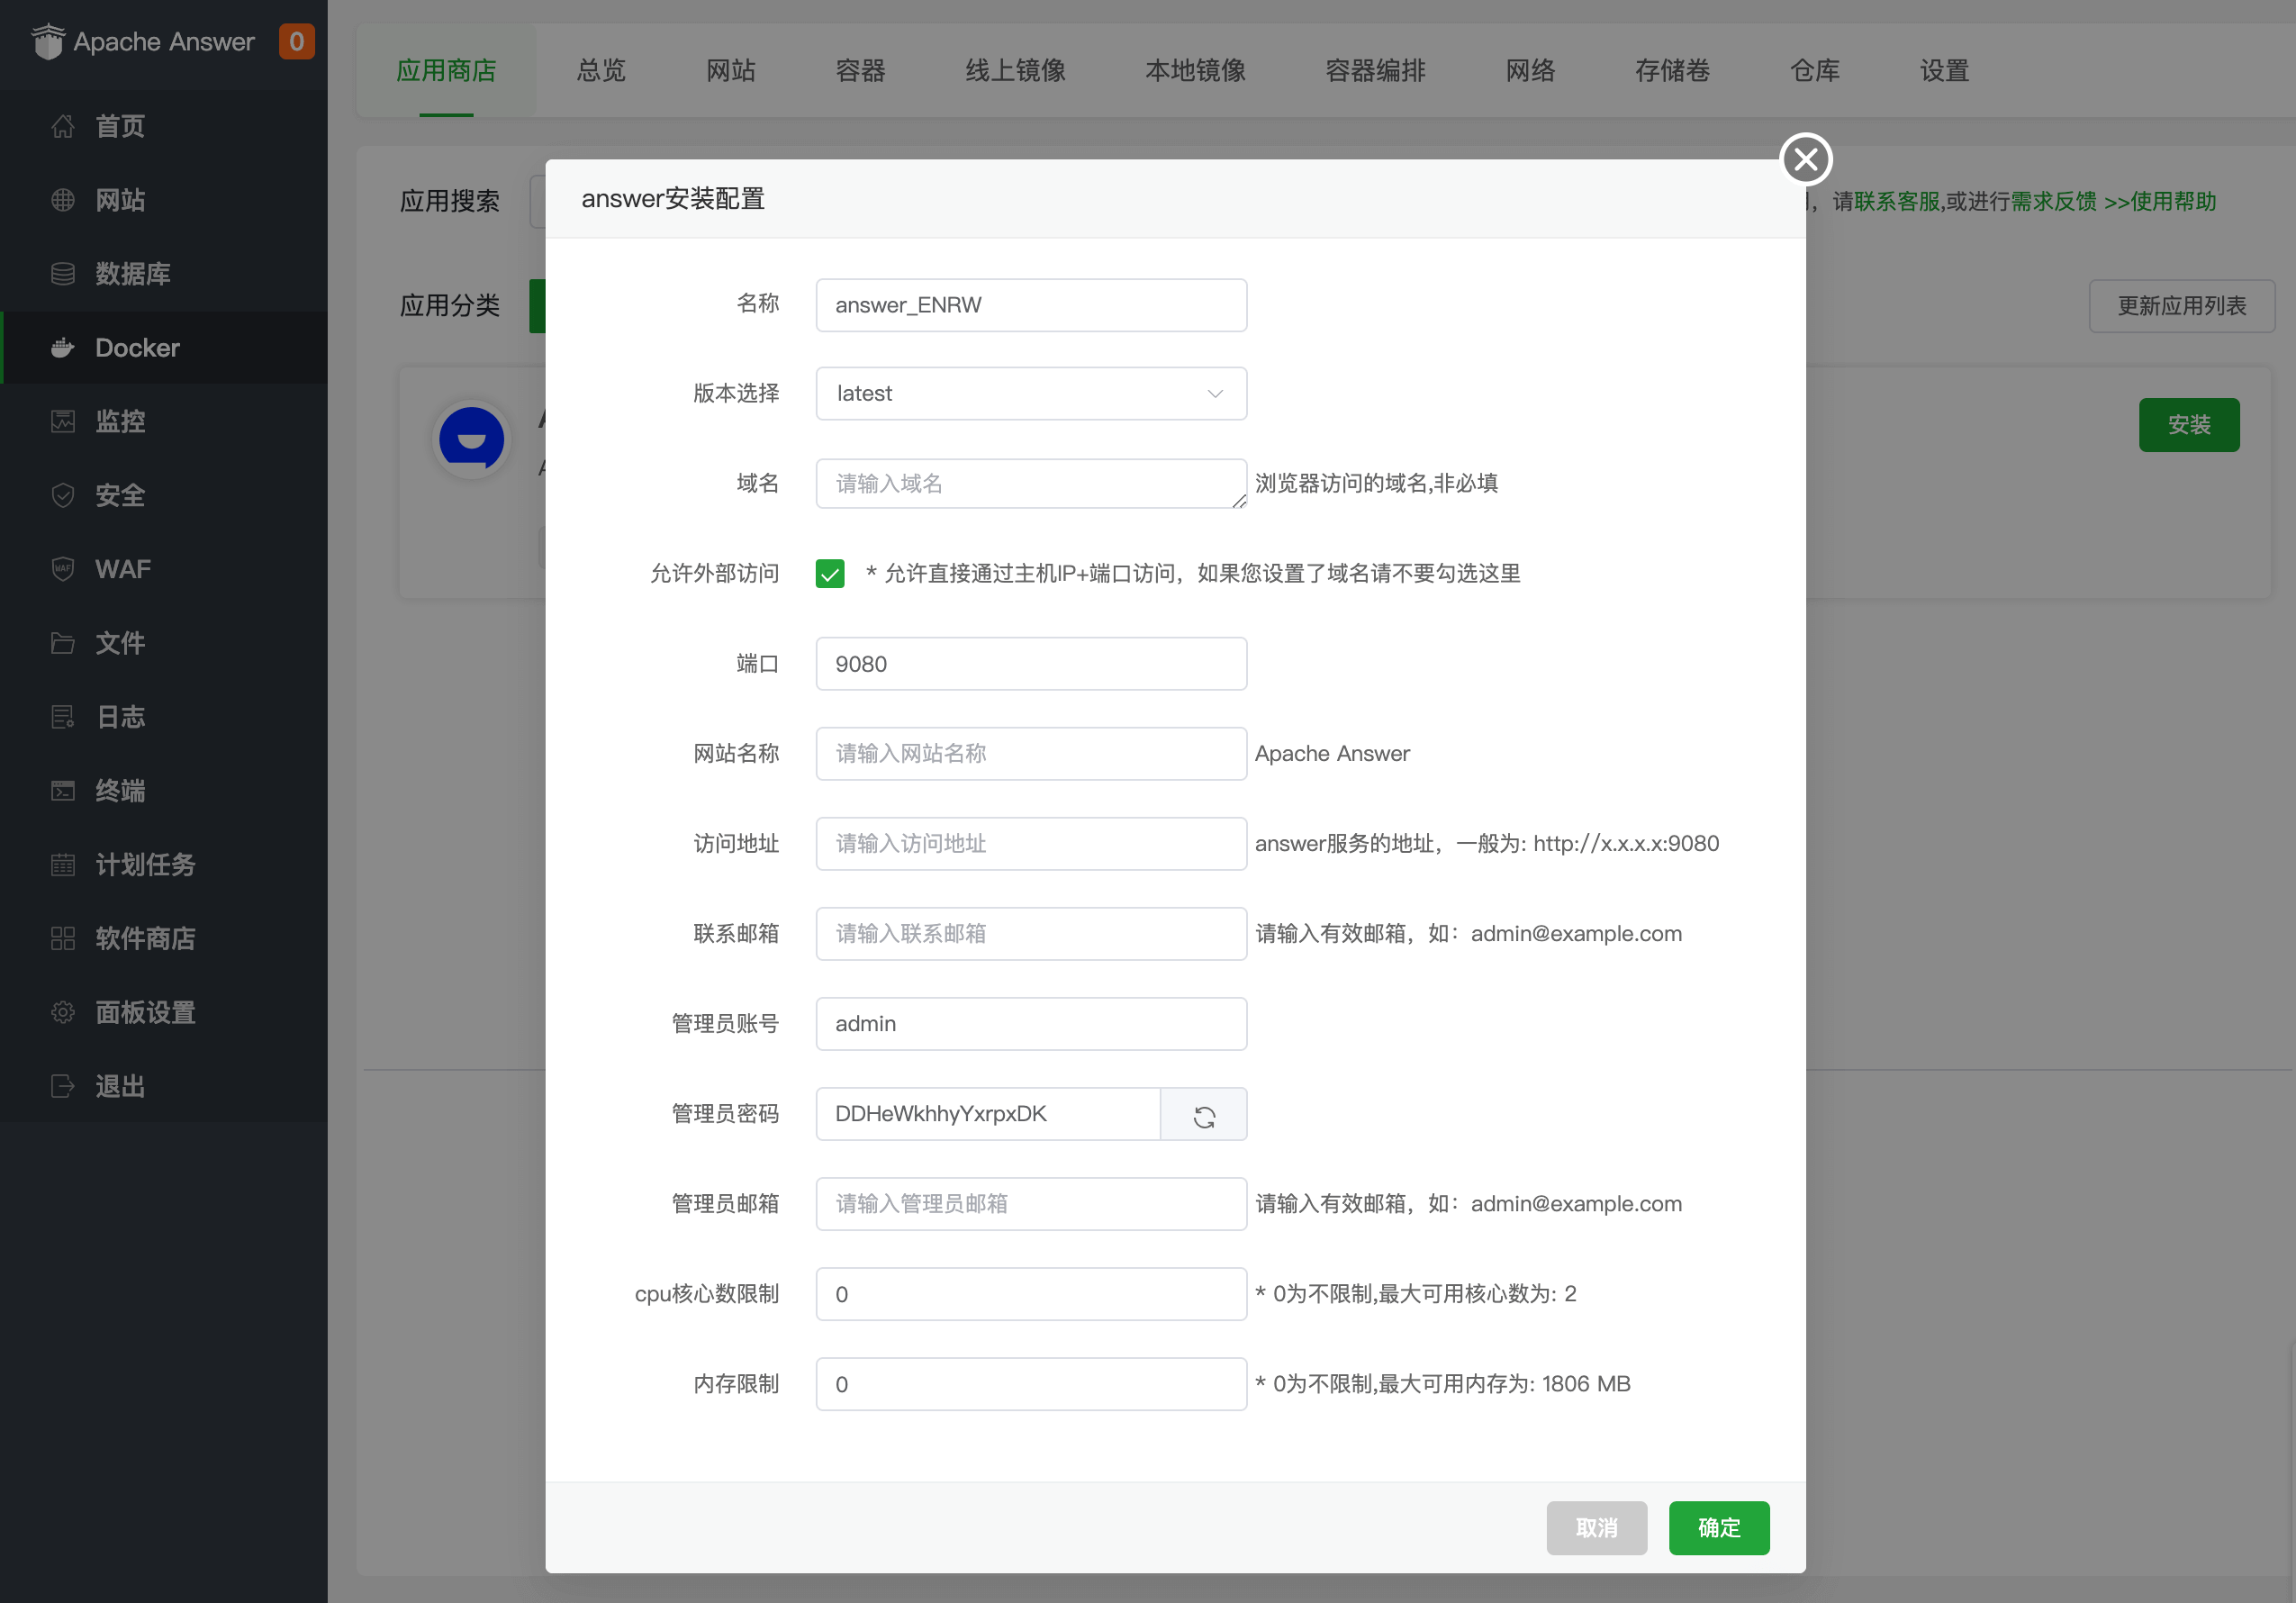 Apache Answer 0
首页
网站
数据库
Docker
监控
安全
WAF
文件
日志
终端
计划任务
软件商店
面板设置
退出
应用商店 总览 网站 容器 线上镜像 本地镜像 容器编排 网络 存储卷 仓库 设置
应用搜索
，请联系客服,或进行需求反馈 >>使用帮助
应用分类
更新应用列表
安装
answer安装配置
名称 answer_ENRW
版本选择 latest
域名 请输入域名 浏览器访问的域名,非必填
允许外部访问 * 允许直接通过主机IP+端口访问，如果您设置了域名请不要勾选这里
端口 9080
网站名称 请输入网站名称 Apache Answer
访问地址 请输入访问地址 answer服务的地址，一般为: http://x.x.x.x:9080
联系邮箱 请输入联系邮箱 请输入有效邮箱，如：admin@example.com
管理员账号 admin
管理员密码 DDHeWkhhyYxrpxDK
管理员邮箱 请输入管理员邮箱 请输入有效邮箱，如：admin@example.com
cpu核心数限制 0 * 0为不限制,最大可用核心数为: 2
内存限制 0 * 0为不限制,最大可用内存为: 1806 MB
取消 确定